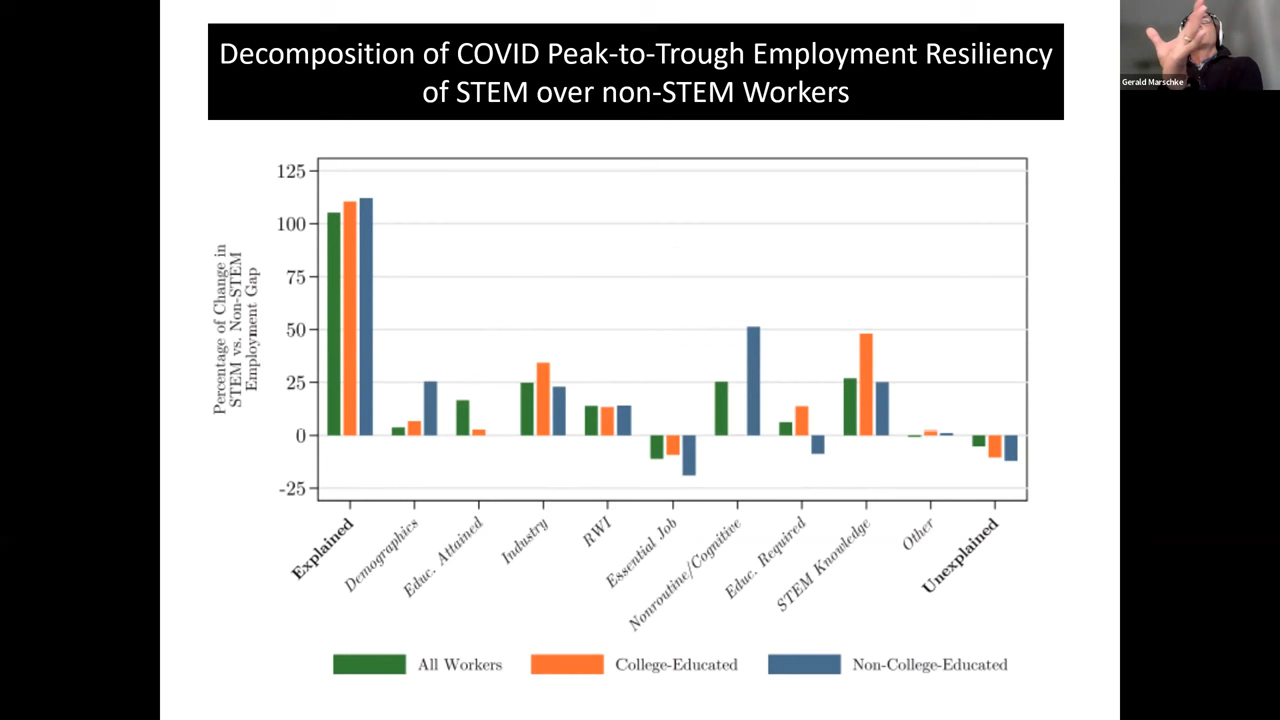 Decomposition of COVID Peak-to-Trough Employment Resiliency
of STEM over non-STEM Workers
Gerald Marschke
Percentage of Change in
STEM vs. Non-STEM
Employment Gap
125
100
75
50
25
0
-25
Explained
Demographics
Educ. Attained
Industry
RWI
Essential Job
Nonroutine/Cognitive
Educ. Required
STEM Knowledge
Other
Unexplained
All Workers
College-Educated
Non-College-Educated